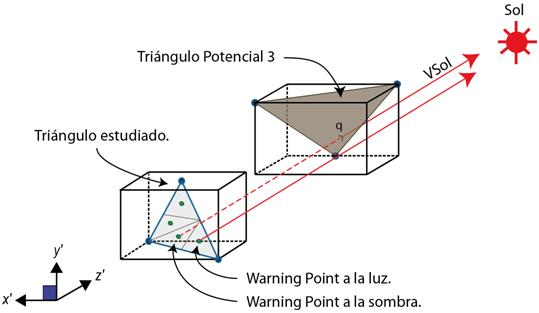 Sol
Triángulo Potencial 3
VSol
q
Triángulo estudiado.
y'
z'
x'
Warning Point a la luz.
Warning Point a la sombra.